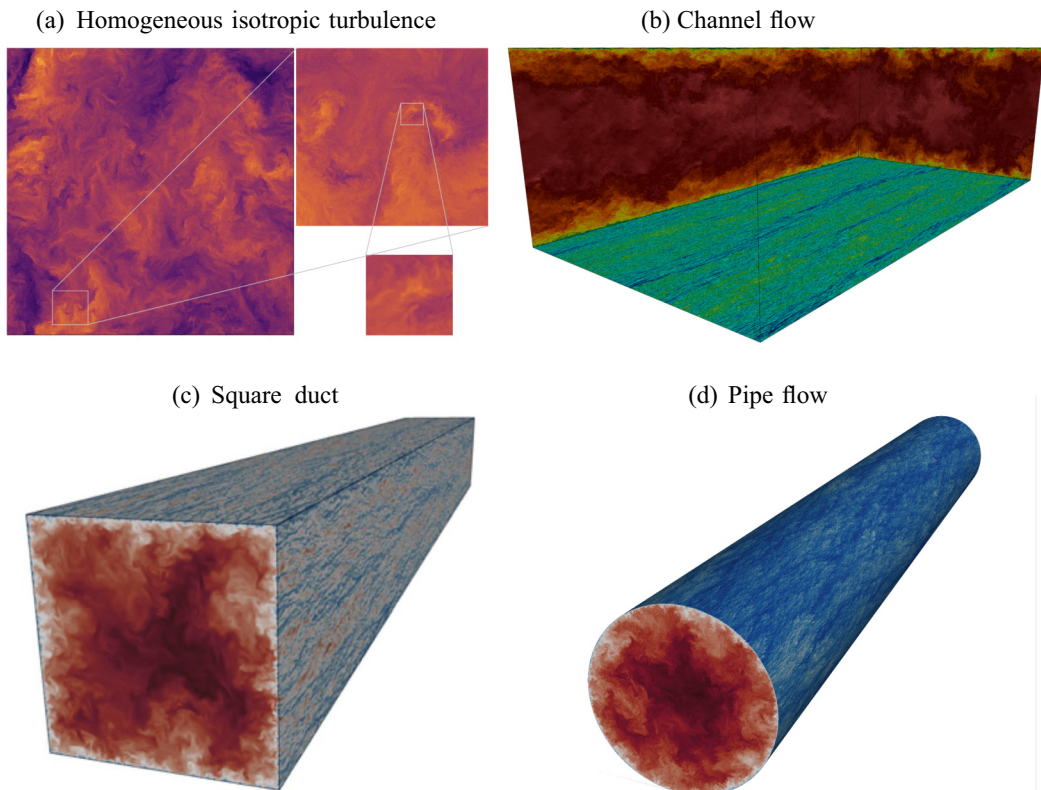 (a) Homogeneous isotropic turbulence
(b) Channel flow
(c) Square duct
(d) Pipe flow